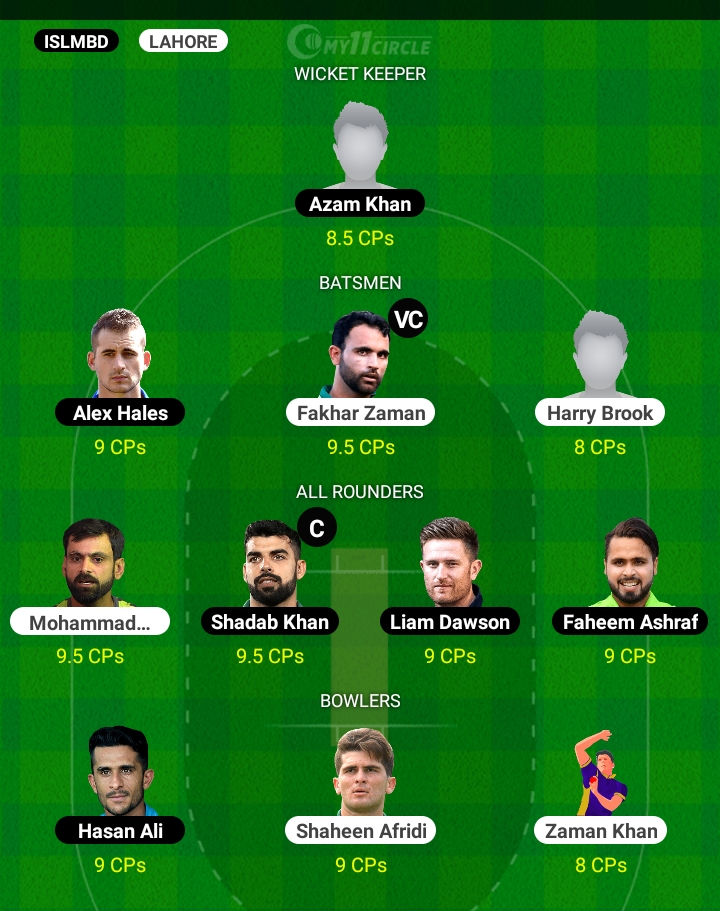 ISLMBD LAHORE
MY11CIRCLE
WICKET KEEPER
Azam Khan
8.5 CPs
BATSMEN
VC
Alex Hales Fakhar Zaman Harry Brook
9 CPs 9.5 CPs 8 CPs
ALL ROUNDERS
C
Mohammad... Shadab Khan Liam Dawson Faheem Ashraf
9.5 CPs 9.5 CPs 9 CPs 9 CPs
BOWLERS
Hasan Ali Shaheen Afridi Zaman Khan
9 CPs 9 CPs 8 CPs